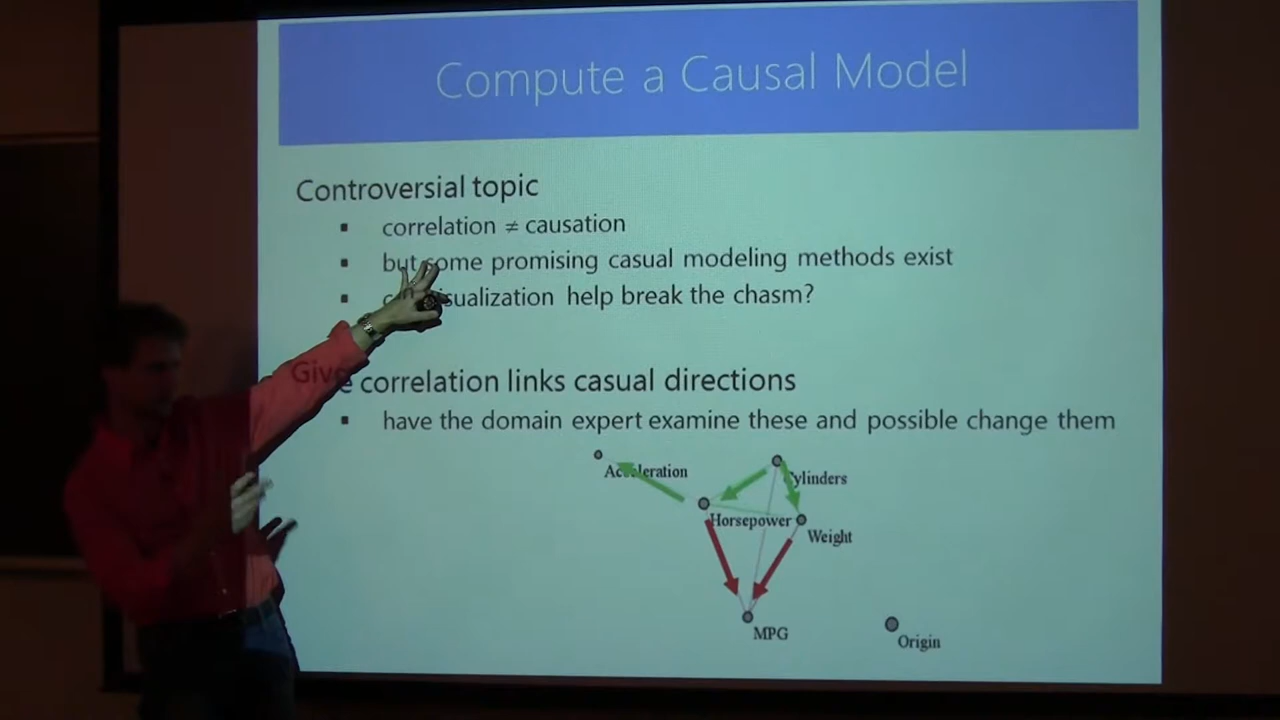 Compute a Causal Model
Controversial topic
correlation ≠ causation
but some promising casual modeling methods exist
can visualization help break the chasm?
Give correlation links casual directions
have the domain expert examine these and possible change them
Acceleration
Cylinders
Horsepower
Weight
MPG
Origin